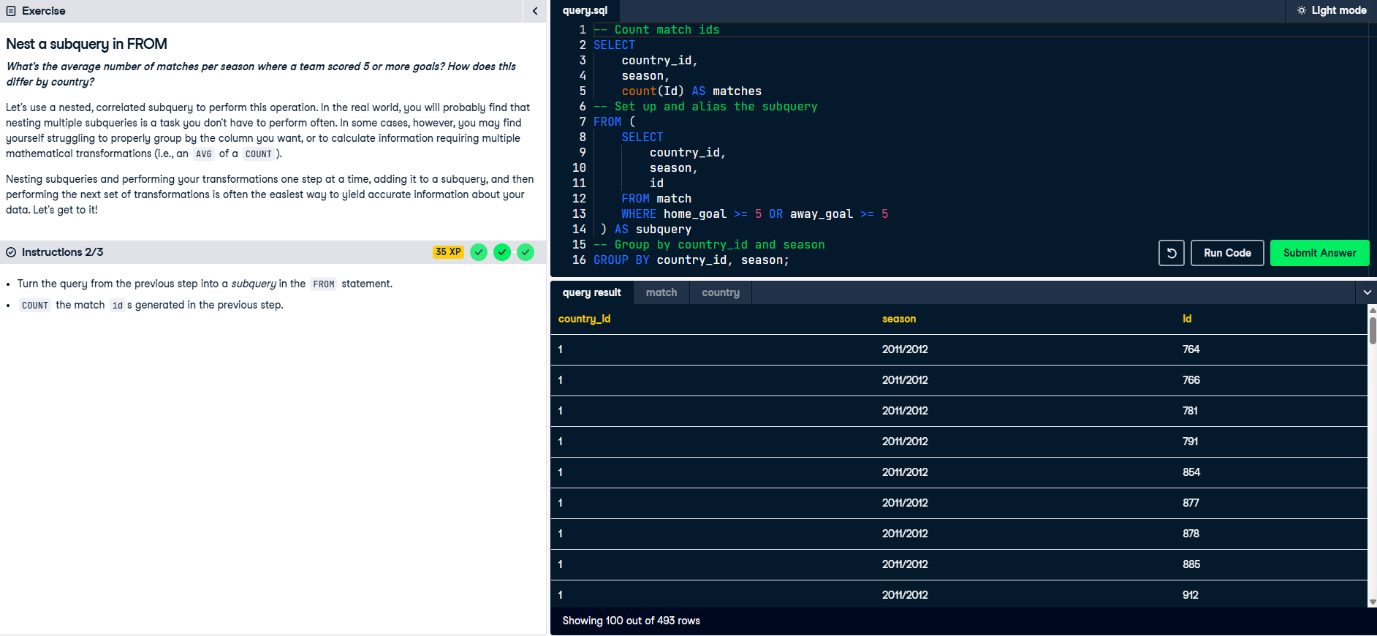 Exercise
Nest a subquery in FROM
What's the average number of matches per season where a team scored 5 or more goals? How does this
differ by country?
Let's use a nested, correlated subquery to perform this operation. In the real world, you will probably find that
nesting multiple subqueries is a task you don't have to perform often. In some cases, however, you may find
yourself struggling to properly group by the column you want, or to calculate information requiring multiple
mathematical transformations (i.e., an AVG of a COUNT ).
Nesting subqueries and performing your transformations one step at a time, adding it to a subquery, and then
performing the next set of transformations is often the easiest way to yield accurate information about your
data. Let's get to it!
Instructions 2/3
35 XP
• Turn the query from the previous step into a subquery in the FROM statement.
• COUNT the match id s generated in the previous step.
query.sql
Light mode
1 -- Count match ids
2 SELECT
3 country_id,
4 season,
5 count(Id) AS matches
6 -- Set up and alias the subquery
7 FROM (
8 SELECT
9 country_id,
10 season,
11 id
12 FROM match
13 WHERE home_goal >= 5 OR away_goal >= 5
14 ) AS subquery
15 -- Group by country_id and season
16 GROUP BY country_id, season;
Run Code
Submit Answer
query result match country
country_id season id
1 2011/2012 764
1 2011/2012 766
1 2011/2012 781
1 2011/2012 791
1 2011/2012 854
1 2011/2012 877
1 2011/2012 878
1 2011/2012 885
1 2011/2012 912
Showing 100 out of 493 rows